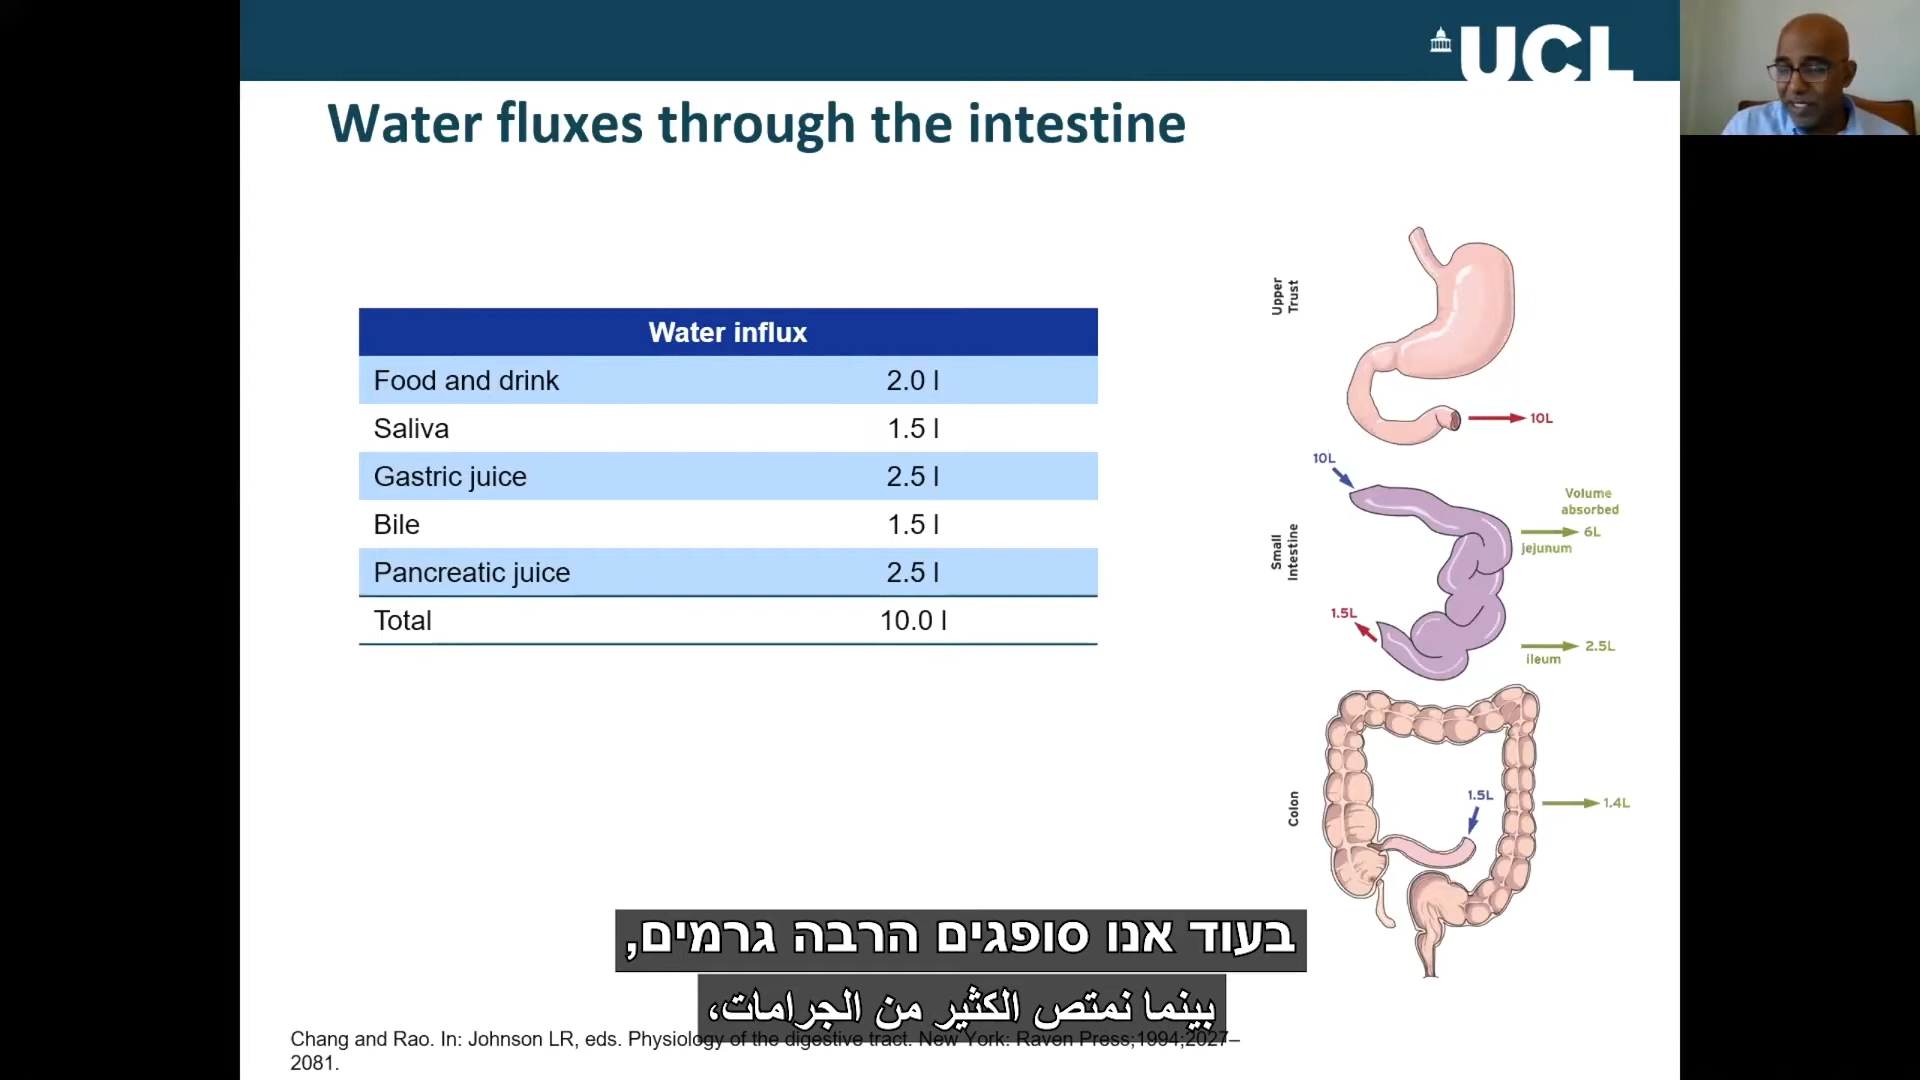 UCL
Water fluxes through the intestine
Water influx
Food and drink 2.0 l
Saliva 1.5 l
Gastric juice 2.5 l
Bile 1.5 l
Pancreatic juice 2.5 l
Total 10.0 l
Upper
Trust
10L
10L
Volume
absorbed
6L
jejunum
Small
Intestine
1.5L
2.5L
ileum
Colon
1.5L
1.4L
בעוד אנו סופגים הרבה גרמים,
بينما نمتص الكثير من الجرامات،
Chang and Rao. In: Johnson LR, eds. Physiology of the digestive tract. New York: Raven Press;1994;2027–
2081.